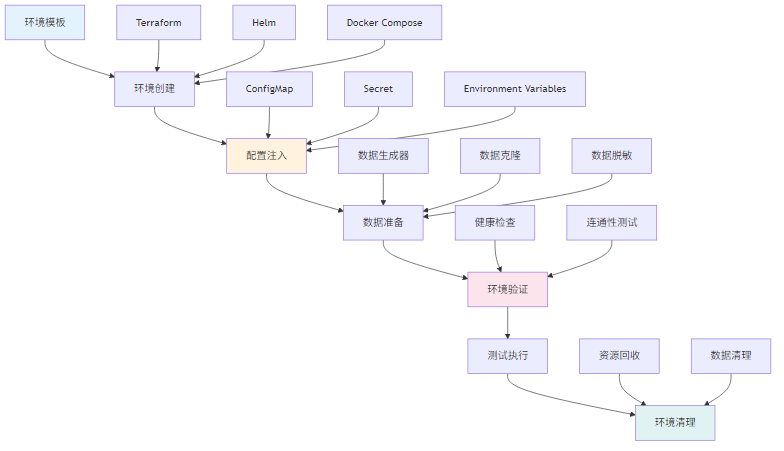 环境模板
Terraform
Helm
Docker Compose
环境创建
ConfigMap
Secret
Environment Variables
配置注入
数据生成器
数据克隆
数据脱敏
数据准备
健康检查
连通性测试
环境验证
测试执行
资源回收
数据清理
环境清理